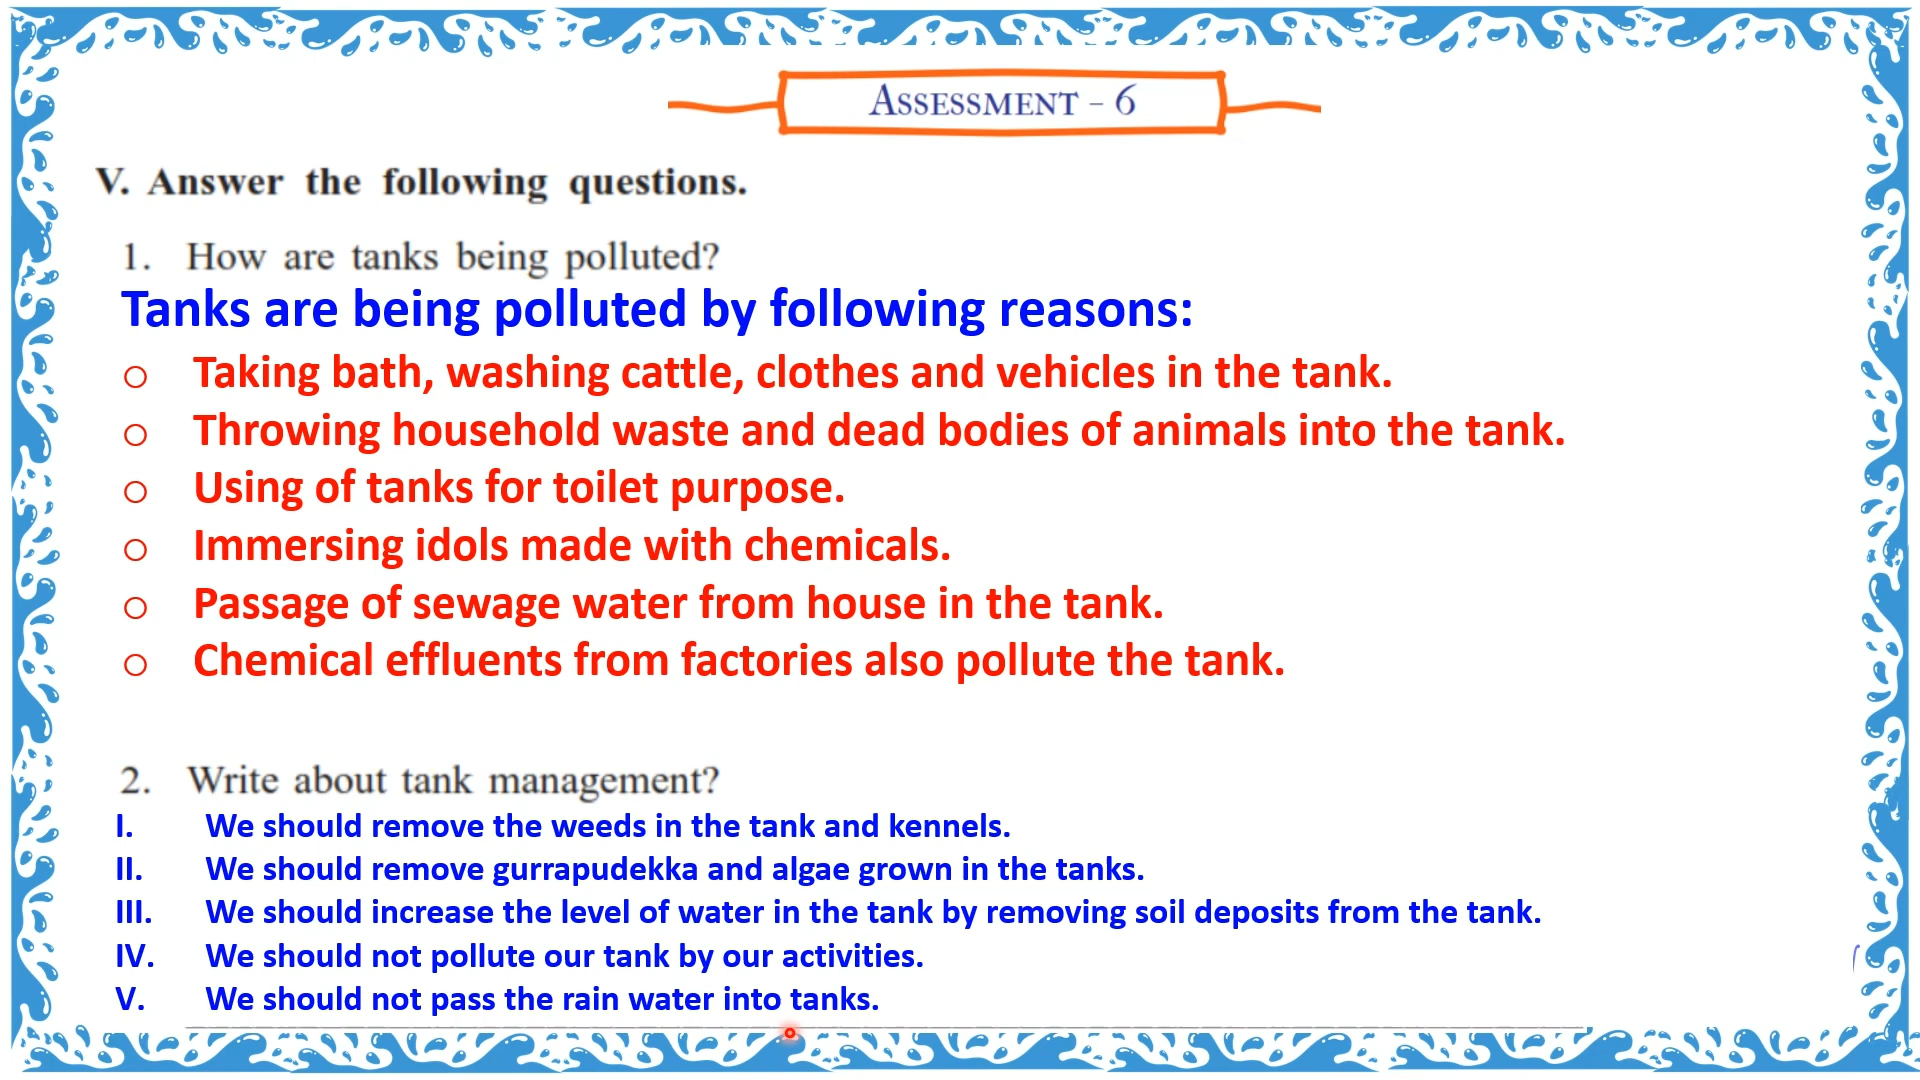 ASSESSMENT - 6
V. Answer the following questions.
1. How are tanks being polluted?
Tanks are being polluted by following reasons:
o Taking bath, washing cattle, clothes and vehicles in the tank.
o Throwing household waste and dead bodies of animals into the tank.
o Using of tanks for toilet purpose.
o Immersing idols made with chemicals.
o Passage of sewage water from house in the tank.
o Chemical effluents from factories also pollute the tank.
2. Write about tank management?
I. We should remove the weeds in the tank and kennels.
II. We should remove gurrapudekka and algae grown in the tanks.
III. We should increase the level of water in the tank by removing soil deposits from the tank.
IV. We should not pollute our tank by our activities.
V. We should not pass the rain water into tanks.